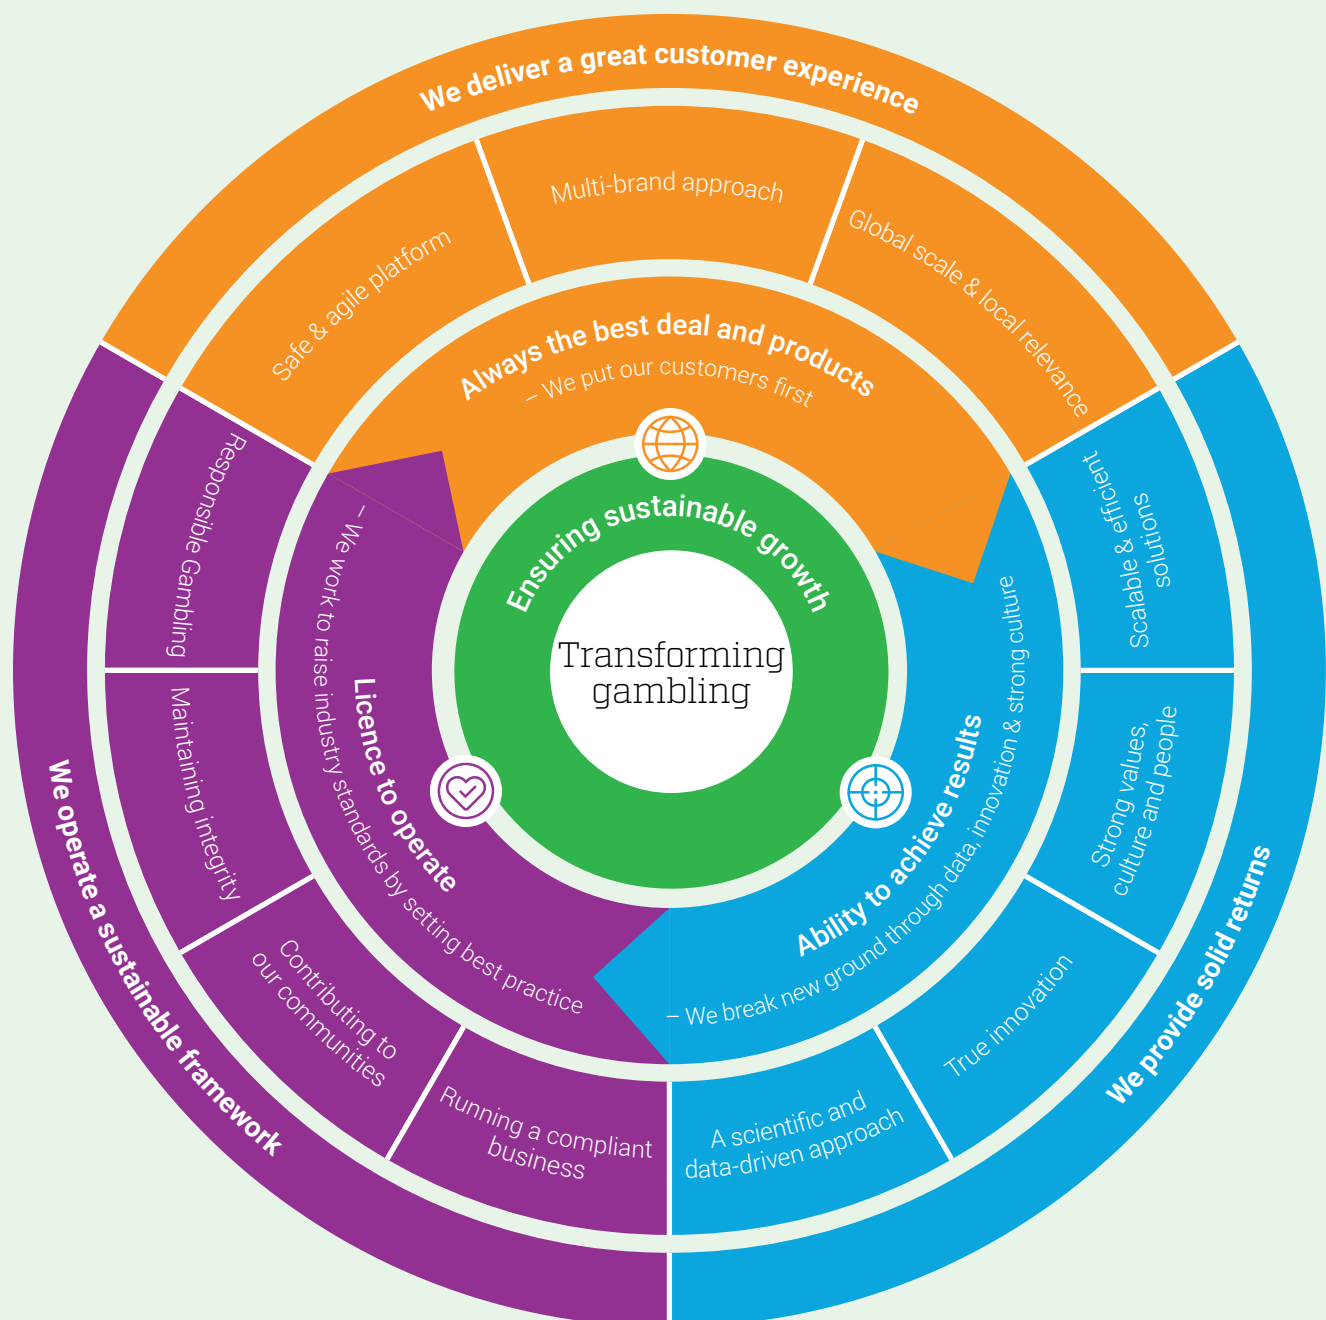 We deliver a great customer experience
Safe & agile platform
Multi-brand approach
Global scale & local relevance
Always the best deal and products
– We put our customers first
Ensuring sustainable growth
Transforming
gambling
Ability to achieve results
– We break new ground through data, innovation & strong culture
Scalable & efficient
solutions
Strong values,
culture and people
True innovation
A scientific and
data-driven approach
We provide solid returns
Licence to operate
– We work to raise industry standards by setting best practice
Responsible Gambling
Maintaining integrity
Contributing to
our communities
Running a compliant
business
We operate a sustainable framework